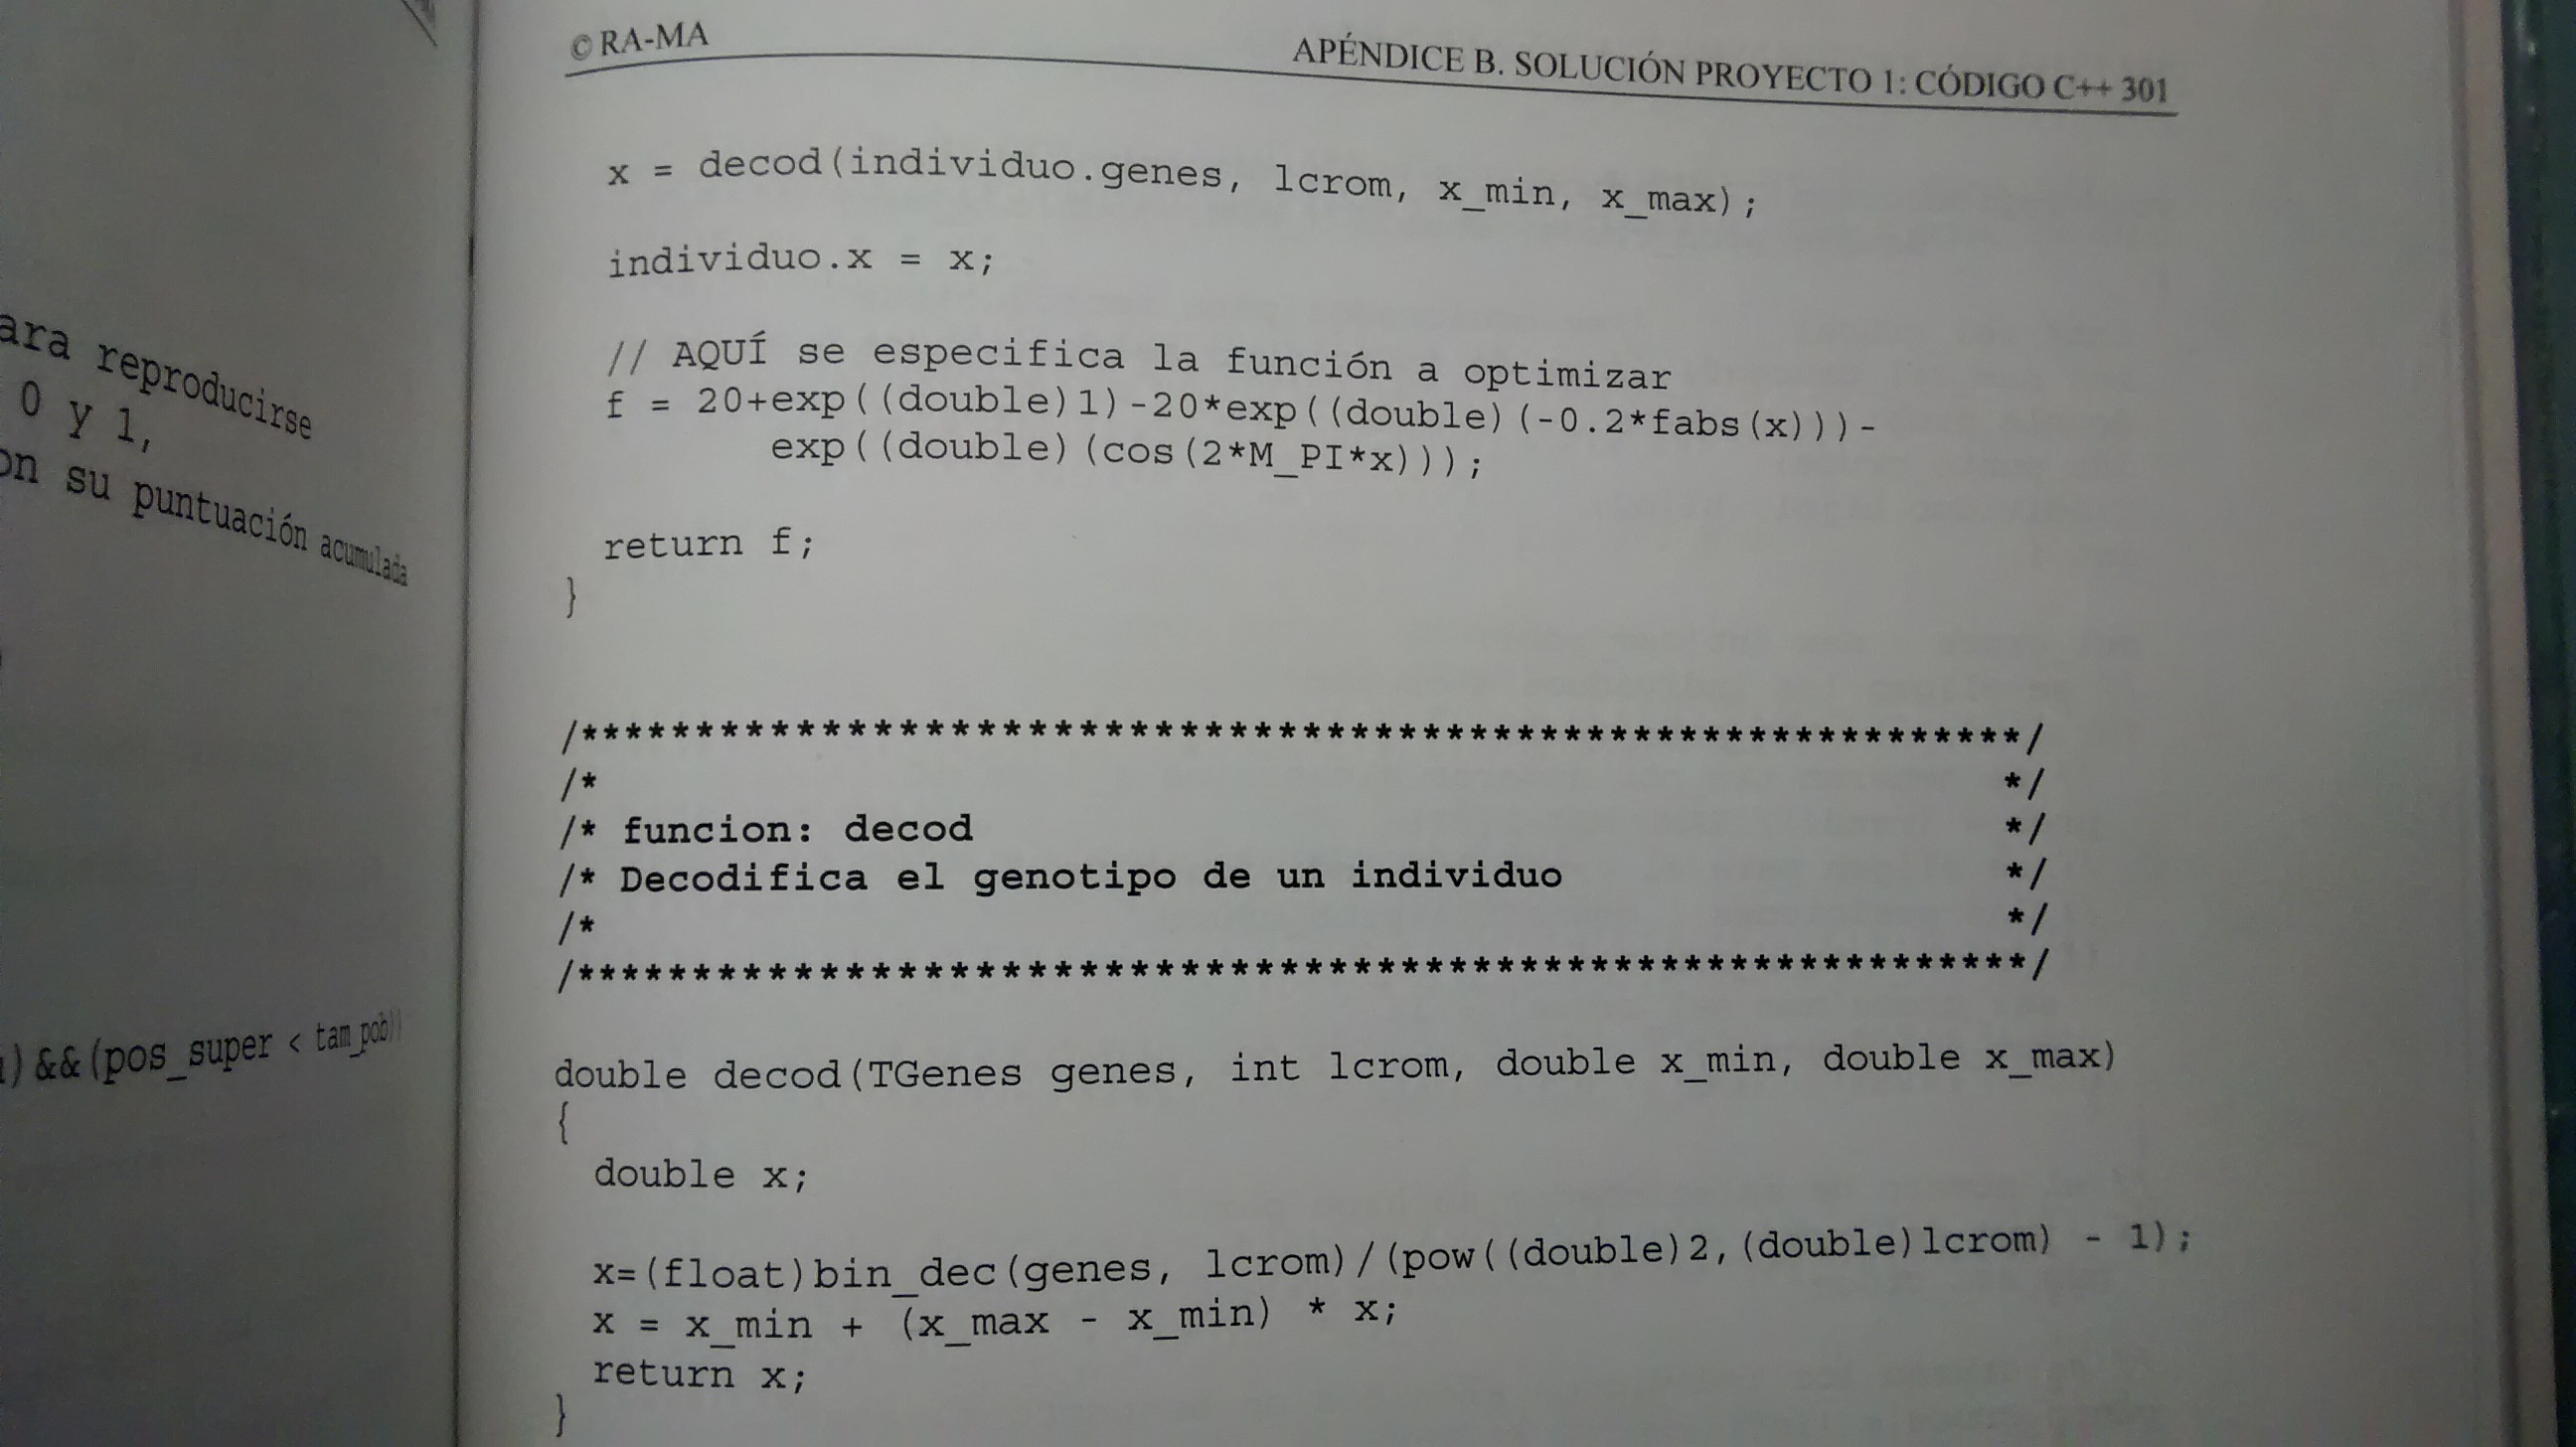 ara reproducirse
0 y 1,
on su puntuación acumulada
) && (pos_super < tam_pob)
© RA-MA
APÉNDICE B. SOLUCIÓN PROYECTO 1: CÓDIGO C++ 301
x = decod(individuo.genes, lcrom, x_min, x_max);
individuo.x = x;
// AQUÍ se especifica la función a optimizar
f = 20+exp((double)1)-20*exp((double)(-0.2*fabs(x)))-
exp((double)(cos(2*M_PI*x)));
return f;
}
/*************************************************************/
/* */
/* funcion: decod */
/* Decodifica el genotipo de un individuo */
/* */
/*************************************************************/
double decod(TGenes genes, int lcrom, double x_min, double x_max)
{
double x;
x=(float)bin_dec(genes, lcrom)/(pow((double)2,(double)lcrom) - 1);
x = x_min + (x_max - x_min) * x;
return x;
}